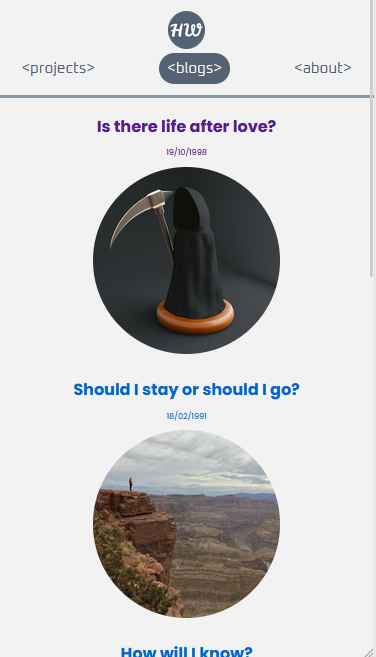 HW
<projects>
<blogs>
<about>
Is there life after love?
19/10/1998
Should I stay or should I go?
18/02/1991
How will I know?